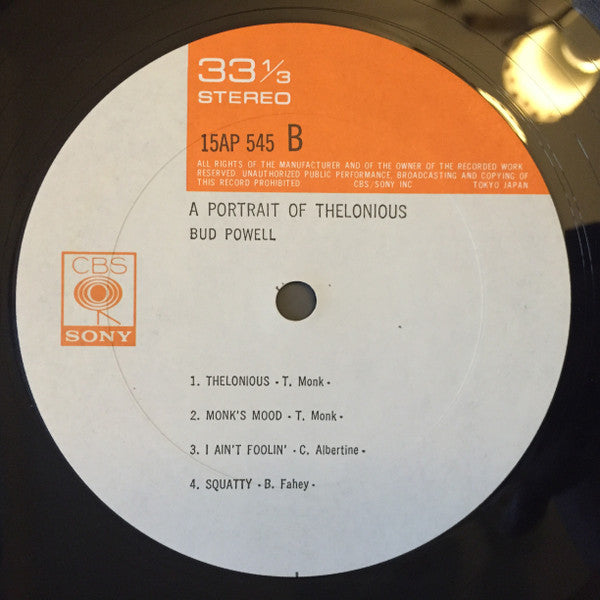 33 1/3
STEREO
15AP 545 B
ALL RIGHTS OF THE MANUFACTURER AND OF THE OWNER OF THE RECORDED WORK
RESERVED. UNAUTHORIZED PUBLIC PERFORMANCE, BROADCASTING AND COPYING OF
THIS RECORD PROHIBITED CBS/SONY INC TOKYO JAPAN
A PORTRAIT OF THELONIOUS
BUD POWELL
CBS
SONY
1. THELONIOUS • T. Monk •
2. MONK'S MOOD • T. Monk •
3. I AIN'T FOOLIN' • C. Albertine •
4. SQUATTY • B. Fahey •